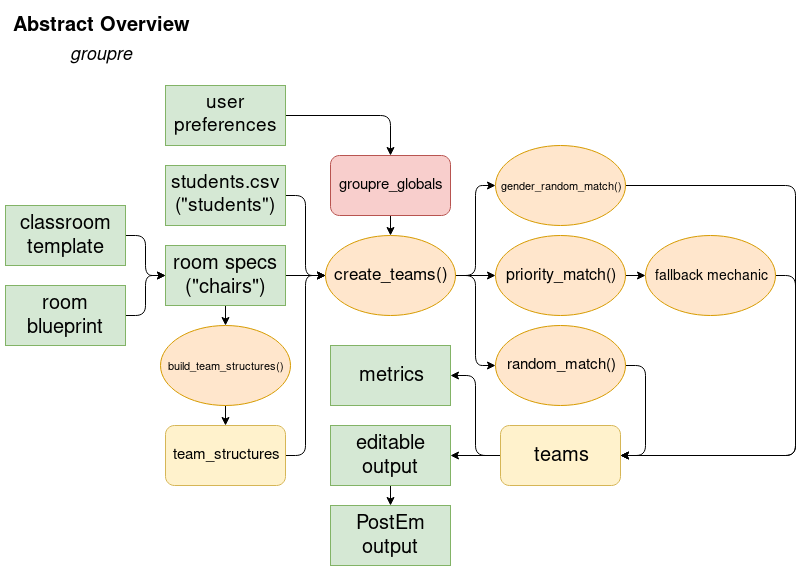 Abstract Overview
groupre
user
preferences
students.csv
("students")
groupre_globals
gender_random_match()
classroom
template
room specs
("chairs")
create_teams()
priority_match()
fallback mechanic
room
blueprint
build_team_structures()
metrics
random_match()
team_structures
editable
output
teams
PostEm
output